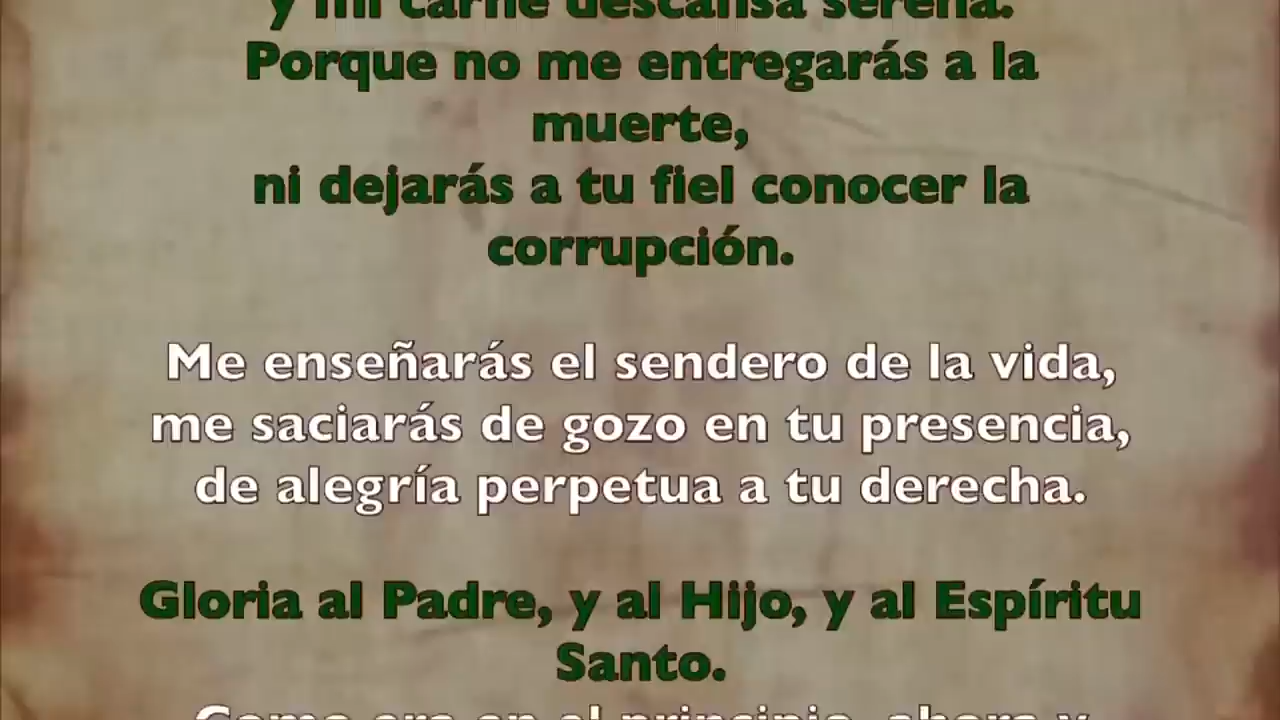 y mi carne descansa serena.
Porque no me entregarás a la
muerte,
ni dejarás a tu fiel conocer la
corrupción.
Me enseñarás el sendero de la vida,
me saciarás de gozo en tu presencia,
de alegría perpetua a tu derecha.
Gloria al Padre, y al Hijo, y al Espíritu
Santo.
Como era en el principio, ahora y